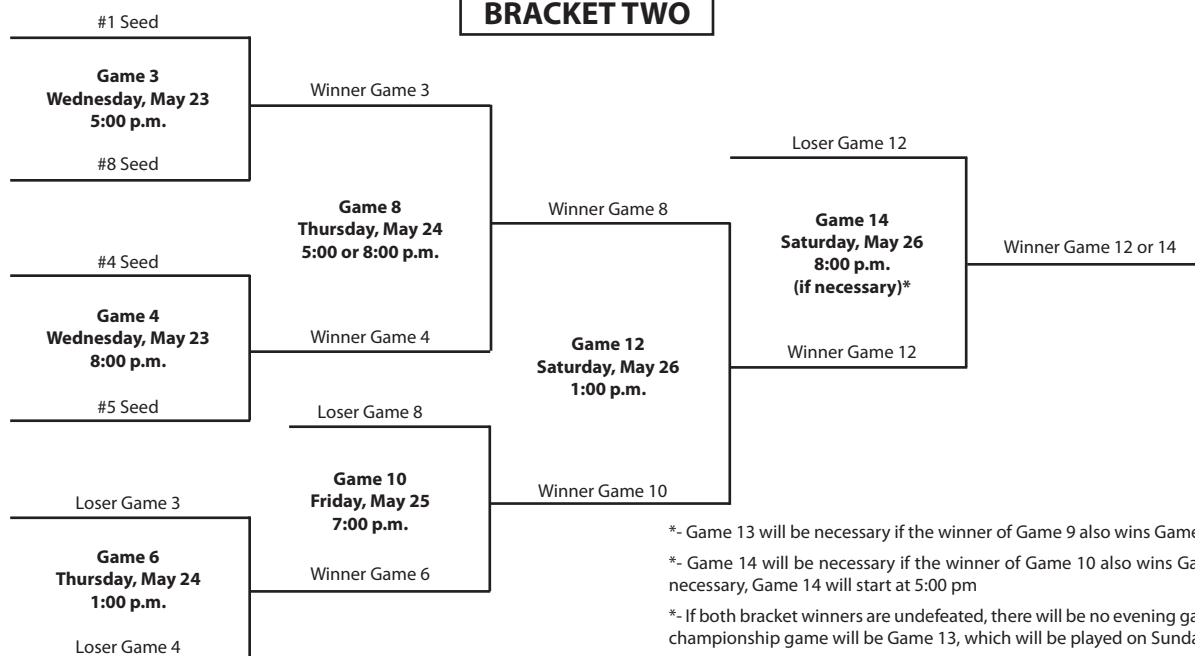 BRACKET TWO
#1 Seed
Game 3
Wednesday, May 23
5:00 p.m.
#8 Seed
Winner Game 3
Game 8
Thursday, May 24
5:00 or 8:00 p.m.
#4 Seed
Game 4
Wednesday, May 23
8:00 p.m.
#5 Seed
Winner Game 4
Winner Game 8
Game 12
Saturday, May 26
1:00 p.m.
Loser Game 12
Game 14
Saturday, May 26
8:00 p.m.
(if necessary)*
Winner Game 12 or 14
Winner Game 12
Loser Game 8
Game 10
Friday, May 25
7:00 p.m.
Winner Game 10
Loser Game 3
Game 6
Thursday, May 24
1:00 p.m.
Loser Game 4
Winner Game 6
*- Game 13 will be necessary if the winner of Game 9 also wins Game
*- Game 14 will be necessary if the winner of Game 10 also wins
necessary, Game 14 will start at 5:00 pm
*- If both bracket winners are undefeated, there will be no evening
championship game will be Game 13, which will be played on